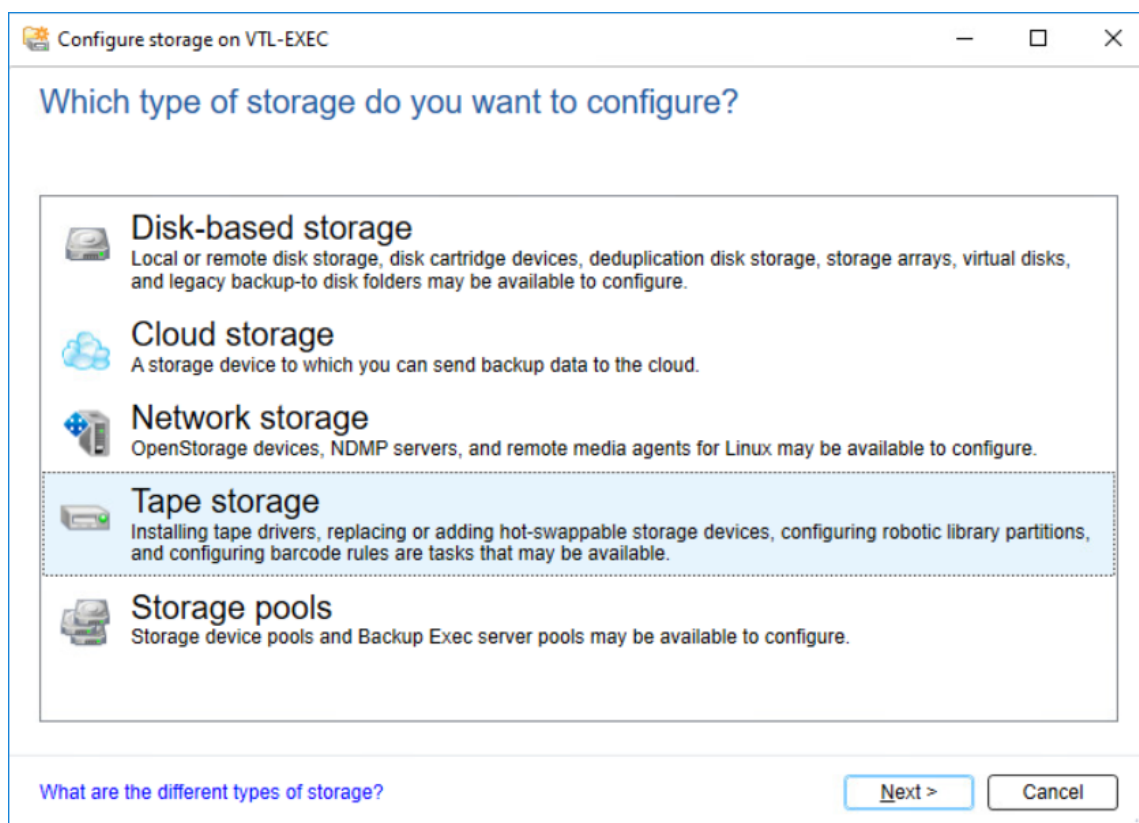 Configure storage on VTL-EXEC
Which type of storage do you want to configure?
Disk-based storage
Local or remote disk storage, disk cartridge devices, deduplication disk storage, storage arrays, virtual disks,
and legacy backup-to disk folders may be available to configure.
Cloud storage
A storage device to which you can send backup data to the cloud.
Network storage
OpenStorage devices, NDMP servers, and remote media agents for Linux may be available to configure.
Tape storage
Installing tape drivers, replacing or adding hot-swappable storage devices, configuring robotic library partitions,
and configuring barcode rules are tasks that may be available.
Storage pools
Storage device pools and Backup Exec server pools may be available to configure.
What are the different types of storage?
Next >
Cancel